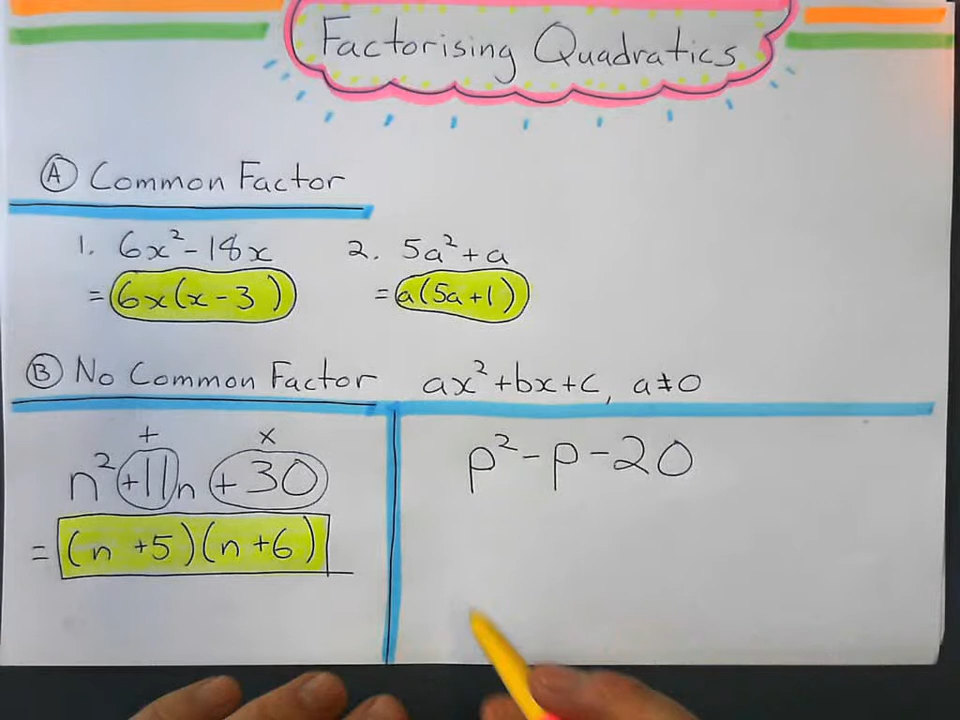 Factorising Quadratics
A Common Factor
1. 6x² - 18x 2. 5a² + a
= 6x(x - 3) = a(5a + 1)
B No Common Factor ax² + bx + c, a ≠ 0
+ x
n² + 11n + 30 p² - p - 20
= (n + 5)(n + 6)